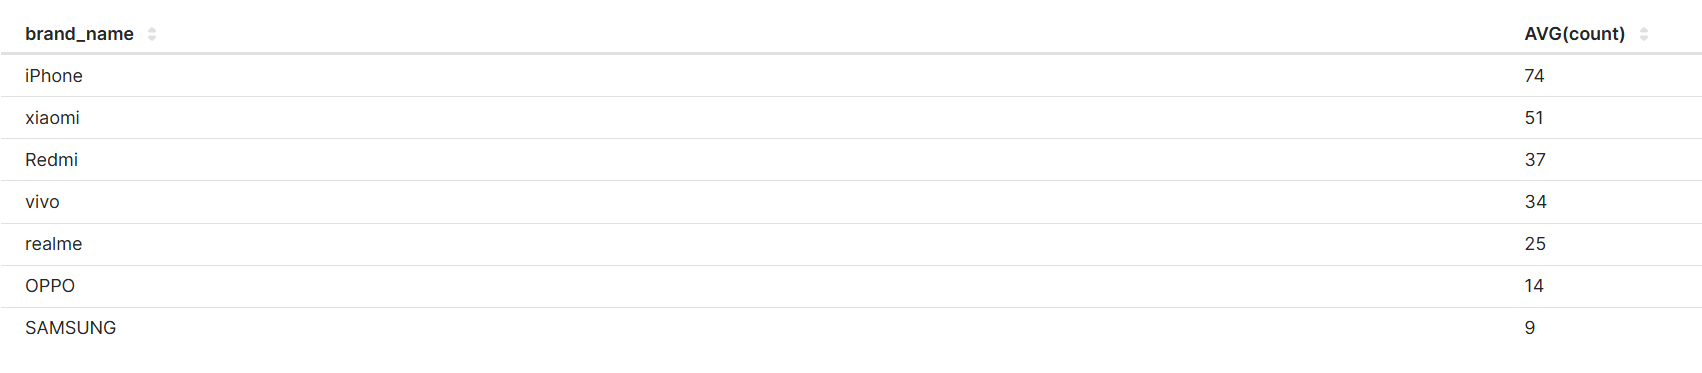 brand_name AVG(count)
iPhone 74
xiaomi 51
Redmi 37
vivo 34
realme 25
OPPO 14
SAMSUNG 9